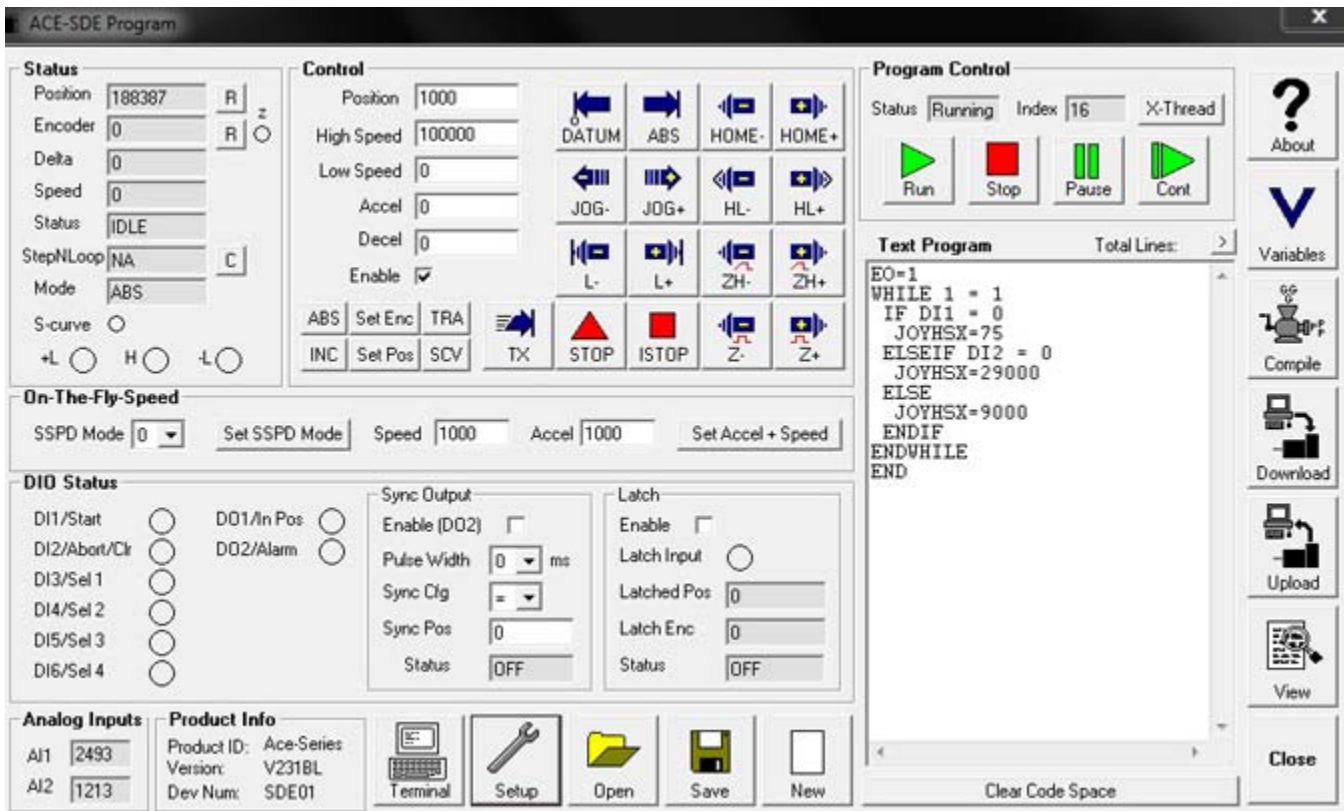 ACE-SDE Program
x
Status
Position 188387 R
Z
Encoder 0 R
Delta 0
Speed 0
Status IDLE
StepNLoop NA C
Mode ABS
S-curve
+L H -L
Control
Position 1000
High Speed 100000
Low Speed 0
Accel 0
Decel 0
Enable
ABS Set Enc TRA
INC Set Pos SCV
DATUM ABS HOME- HOME+
JOG- JOG+ HL- HL+
L- L+ ZH- ZH+
TX STOP ISTOP Z- Z+
On-The-Fly-Speed
SSPD Mode 0 Set SSPD Mode Speed 1000 Accel 1000 Set Accel + Speed
DIO Status
DI1/Start DO1/In Pos
DI2/Abort/Clr DO2/Alarm
DI3/Sel 1
DI4/Sel 2
DI5/Sel 3
DI6/Sel 4
Sync Output
Enable (DO2)
Pulse Width 0 ms
Sync Cfg =
Sync Pos 0
Status OFF
Latch
Enable
Latch Input
Latched Pos 0
Latch Enc 0
Status OFF
Analog Inputs
AI1 2493
AI2 1213
Product Info
Product ID: Ace-Series
Version: V231BL
Dev Num: SDE01
Terminal Setup Open Save New
Program Control
Status Running Index 16 X-Thread
Run Stop Pause Cont
Text Program Total Lines: >
EO=1
WHILE 1 = 1
IF DI1 = 0
JOYHSX=75
ELSEIF DI2 = 0
JOYHSX=29000
ELSE
JOYHSX=9000
ENDIF
ENDWHILE
END
Clear Code Space
?
About
V
Variables
Compile
Download
Upload
View
Close